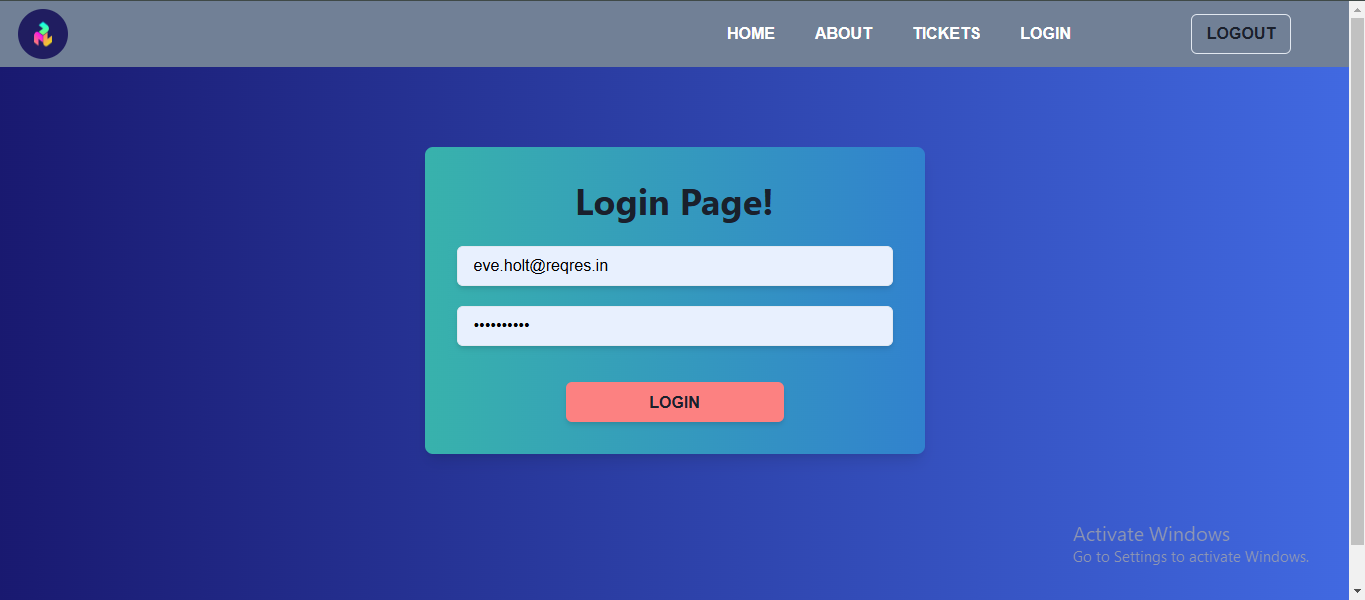 HOME ABOUT TICKETS LOGIN LOGOUT
Login Page!
eve.holt@reqres.in
••••••••••
LOGIN
Activate Windows
Go to Settings to activate Windows.